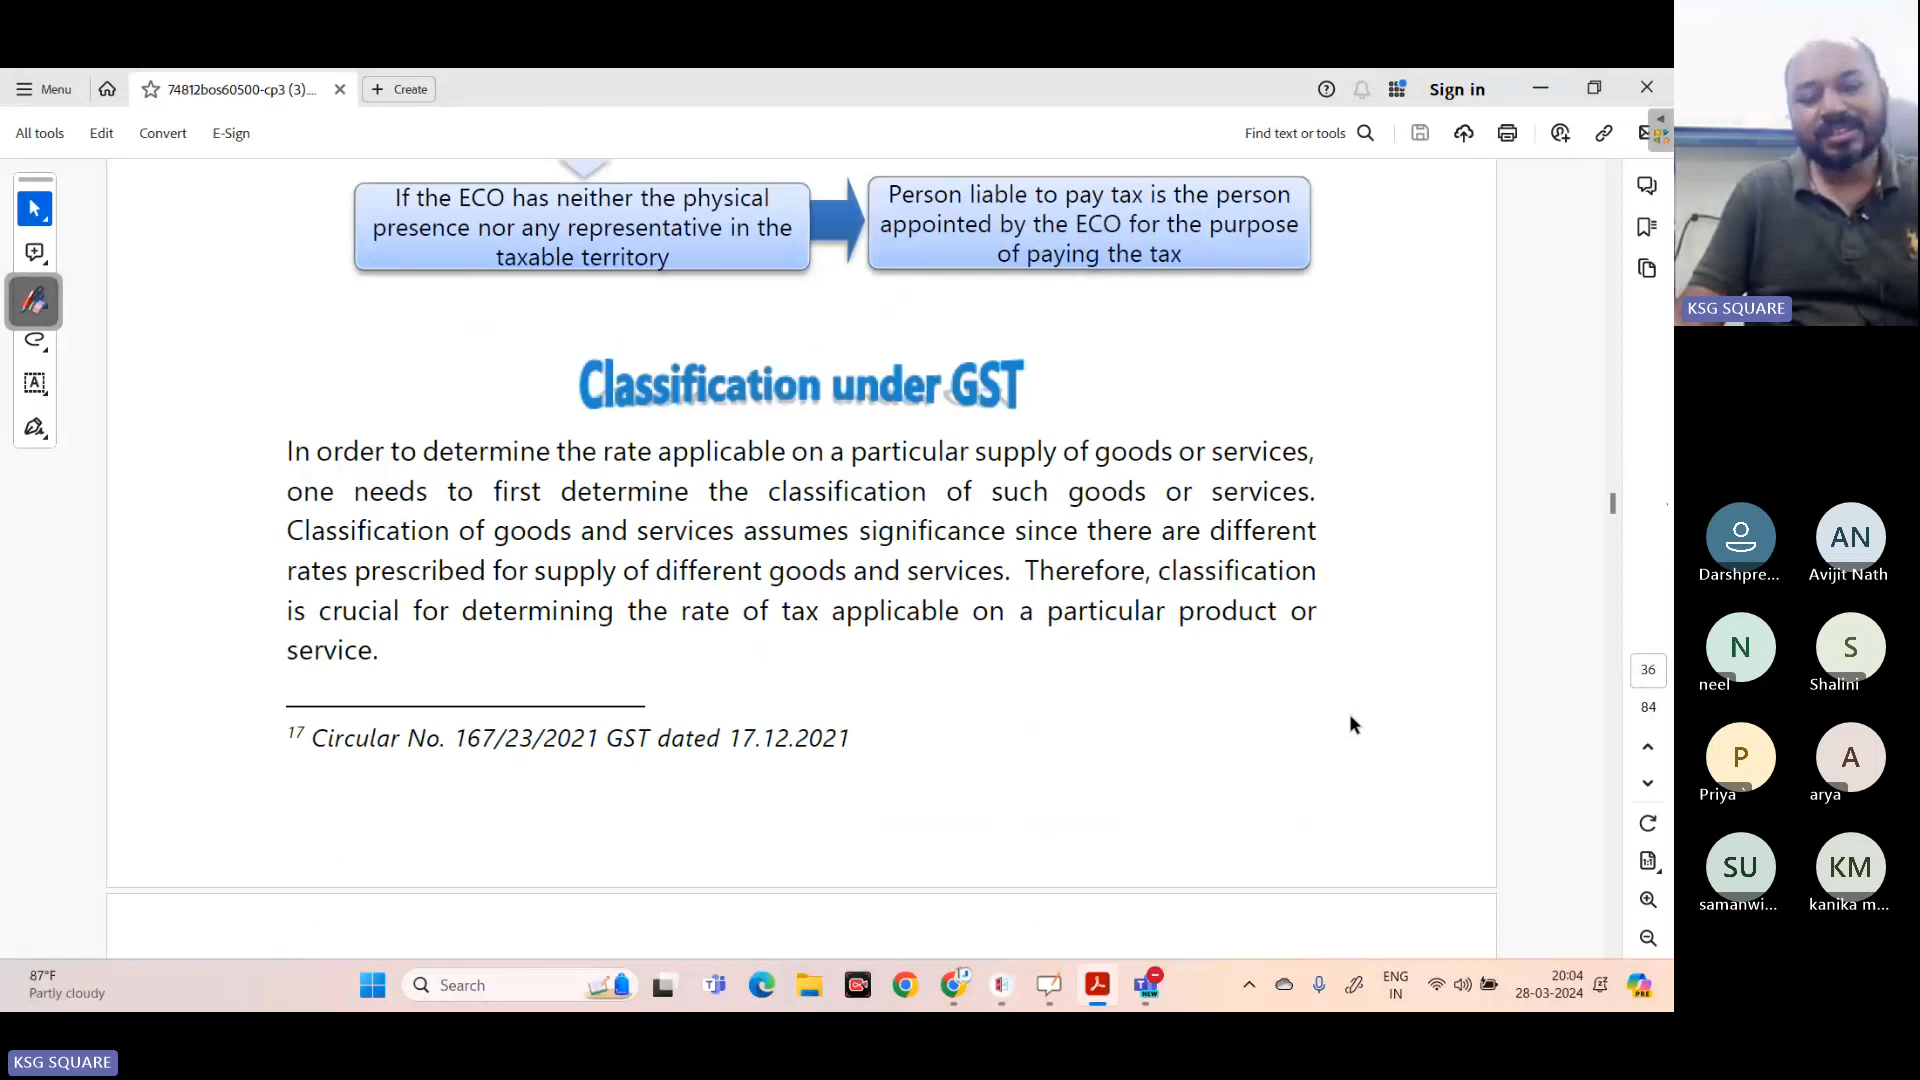 Menu
74812bos60500-cp3 (3)....
Create
Sign in
All tools
Edit
Convert
E-Sign
Find text or tools
If the ECO has neither the physical
presence nor any representative in the
taxable territory
Person liable to pay tax is the person
appointed by the ECO for the purpose
of paying the tax
Classification under GST
In order to determine the rate applicable on a particular supply of goods or services,
one needs to first determine the classification of such goods or services.
Classification of goods and services assumes significance since there are different
rates prescribed for supply of different goods and services. Therefore, classification
is crucial for determining the rate of tax applicable on a particular product or
service.
17 Circular No. 167/23/2021 GST dated 17.12.2021
36
84
KSG SQUARE
Darshpre...
AN
Avijit Nath
N
neel
S
Shalini
P
Priya `
A
arya
SU
samanwi...
KM
kanika m...
87°F
Partly cloudy
Search
NEW
ENG
IN
20:04
28-03-2024
PRE
KSG SQUARE